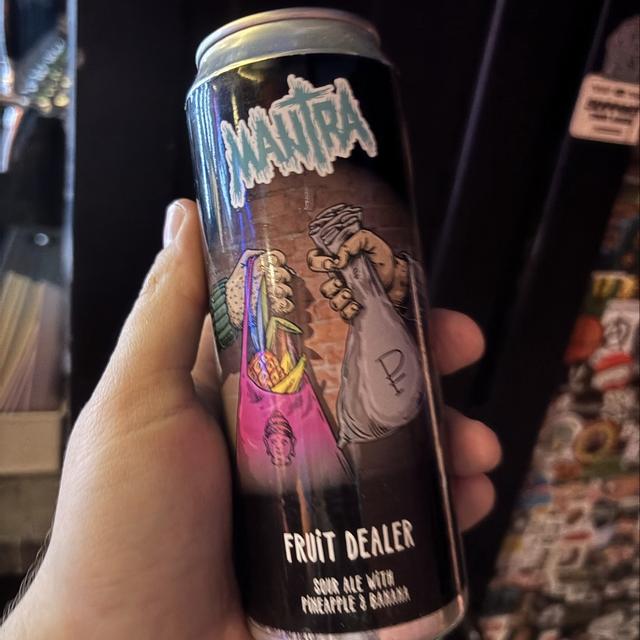 MANTRA
FRUIT DEALER
SOUR ALE WITH
PINEAPPLE & BANANA